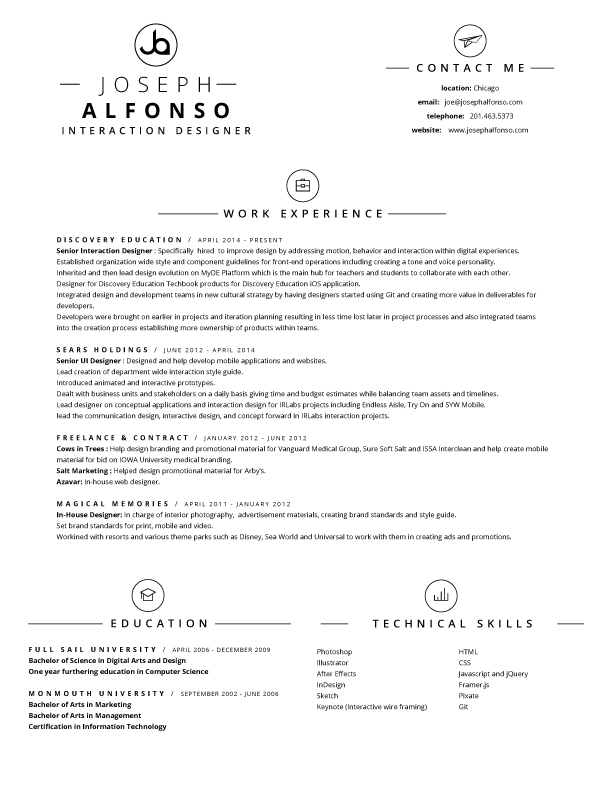 ja
JOSEPH
ALFONSO
INTERACTION DESIGNER
CONTACT ME
location: Chicago
email: joe@josephalfonso.com
telephone: 201.463.5373
website: www.josephalfonso.com
WORK EXPERIENCE
DISCOVERY EDUCATION / APRIL 2014 - PRESENT
Senior Interaction Designer : Specifically hired to improve design by addressing motion, behavior and interaction within digital experiences.
Established organization wide style and component guidelines for front-end operations including creating a tone and voice personality.
Inherited and then lead design evolution on MyDE Platform which is the main hub for teachers and students to collaborate with each other.
Designer for Discovery Education Techbook products for Discovery Education iOS application.
Integrated design and development teams in new cultural strategy by having designers started using Git and creating more value in deliverables for
developers.
Developers were brought on earlier in projects and iteration planning resulting in less time lost later in project processes and also integrated teams
into the creation process establishing more ownership of products within teams.
SEARS HOLDINGS / JUNE 2012 - APRIL 2014
Senior UI Designer : Designed and help develop mobile applications and websites.
Lead creation of department wide interaction style guide.
Introduced animated and interactive prototypes.
Dealt with business units and stakeholders on a daily basis giving time and budget estimates while balancing team assets and timelines.
Lead designer on conceptual applications and interaction design for IRLabs projects including Endless Aisle, Try On and SYW Mobile.
lead the communication design, interactive design, and concept forward in IRLabs interaction projects.
FREELANCE & CONTRACT / JANUARY 2012 - JUNE 2012
Cows in Trees : Help design branding and promotional material for Vanguard Medical Group, Sure Soft Salt and ISSA Interclean and help create mobile
material for bid on IOWA University medical branding.
Salt Marketing : Helped design promotional material for Arby's.
Azavar: In-house web designer.
MAGICAL MEMORIES / APRIL 2011 - JANUARY 2012
In-House Designer: In charge of interior photography, advertisement materials, creating brand standards and style guide.
Set brand standards for print, mobile and video.
Workined with resorts and various theme parks such as Disney, Sea World and Universal to work with them in creating ads and promotions.
EDUCATION
FULL SAIL UNIVERSITY / APRIL 2006 - DECEMBER 2009
Bachelor of Science in Digital Arts and Design
One year furthering education in Computer Science
MONMOUTH UNIVERSITY / SEPTEMBER 2002 - JUNE 2006
Bachelor of Arts in Marketing
Bachelor of Arts in Management
Certification in Information Technology
TECHNICAL SKILLS
Photoshop
Illustrator
After Effects
InDesign
Sketch
Keynote (interactive wire framing)
HTML
CSS
Javascript and jQuery
Framer.js
Pixate
Git